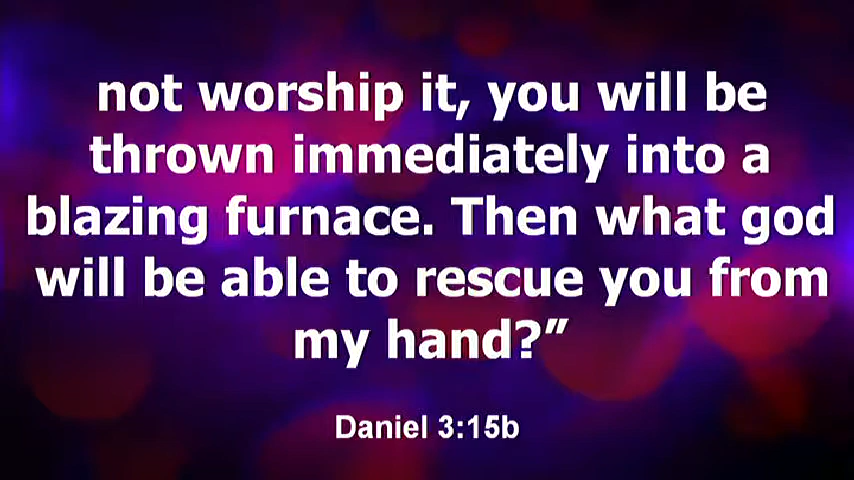 not worship it, you will be
thrown immediately into a
blazing furnace. Then what god
will be able to rescue you from
my hand?”
Daniel 3:15b